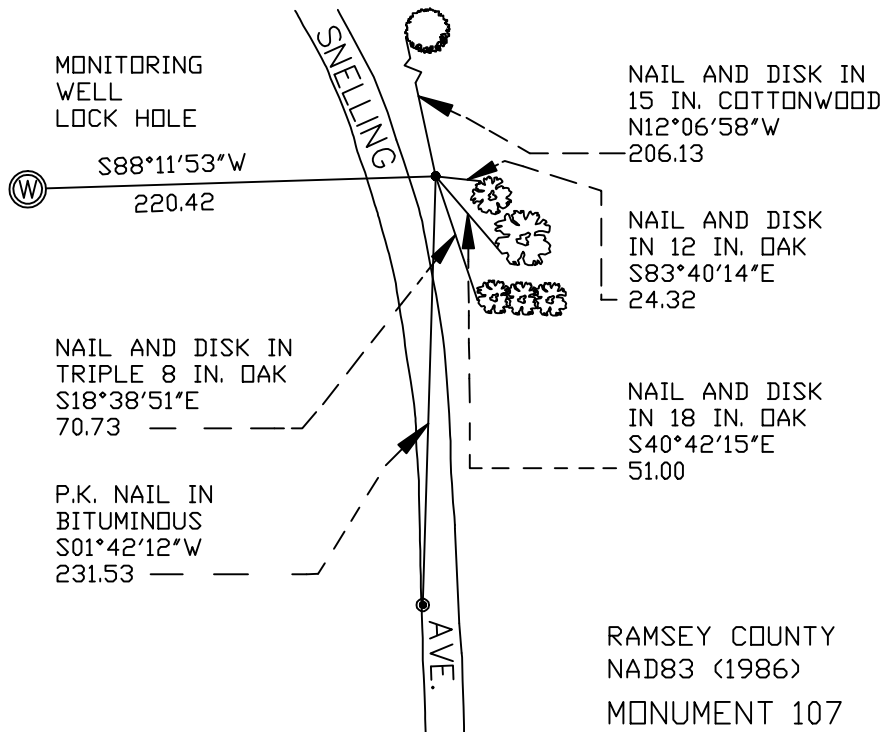 MONITORING
WELL
LOCK HOLE
S88°11'53"W
220.42
W
SNELLING
NAIL AND DISK IN
15 IN. COTTONWOOD
N12°06'58"W
206.13
NAIL AND DISK
IN 12 IN. OAK
S83°40'14"E
24.32
NAIL AND DISK IN
TRIPLE 8 IN. OAK
S18°38'51"E
70.73
NAIL AND DISK
IN 18 IN. OAK
S40°42'15"E
51.00
P.K. NAIL IN
BITUMINOUS
S01°42'12"W
231.53
AVE.
RAMSEY COUNTY
NAD83 (1986)
MONUMENT 107